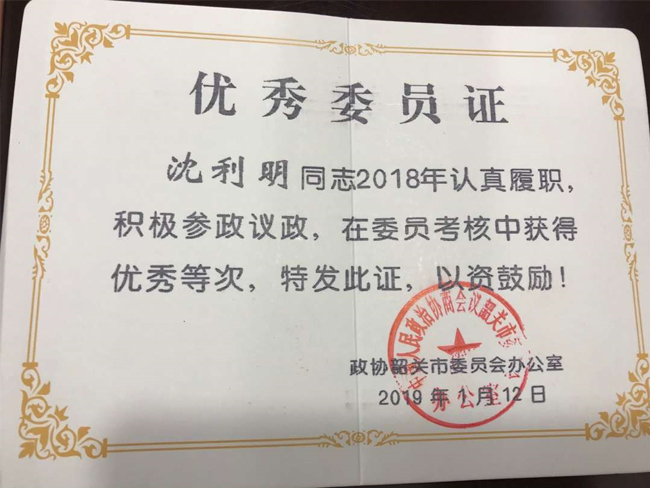 优秀委员证
沈利明同志2018年认真履职，
积极参政议政，在委员考核中获得
优秀等次，特发此证，以资鼓励！
政协韶关市委员会办公室
2019年1月12日
办公室